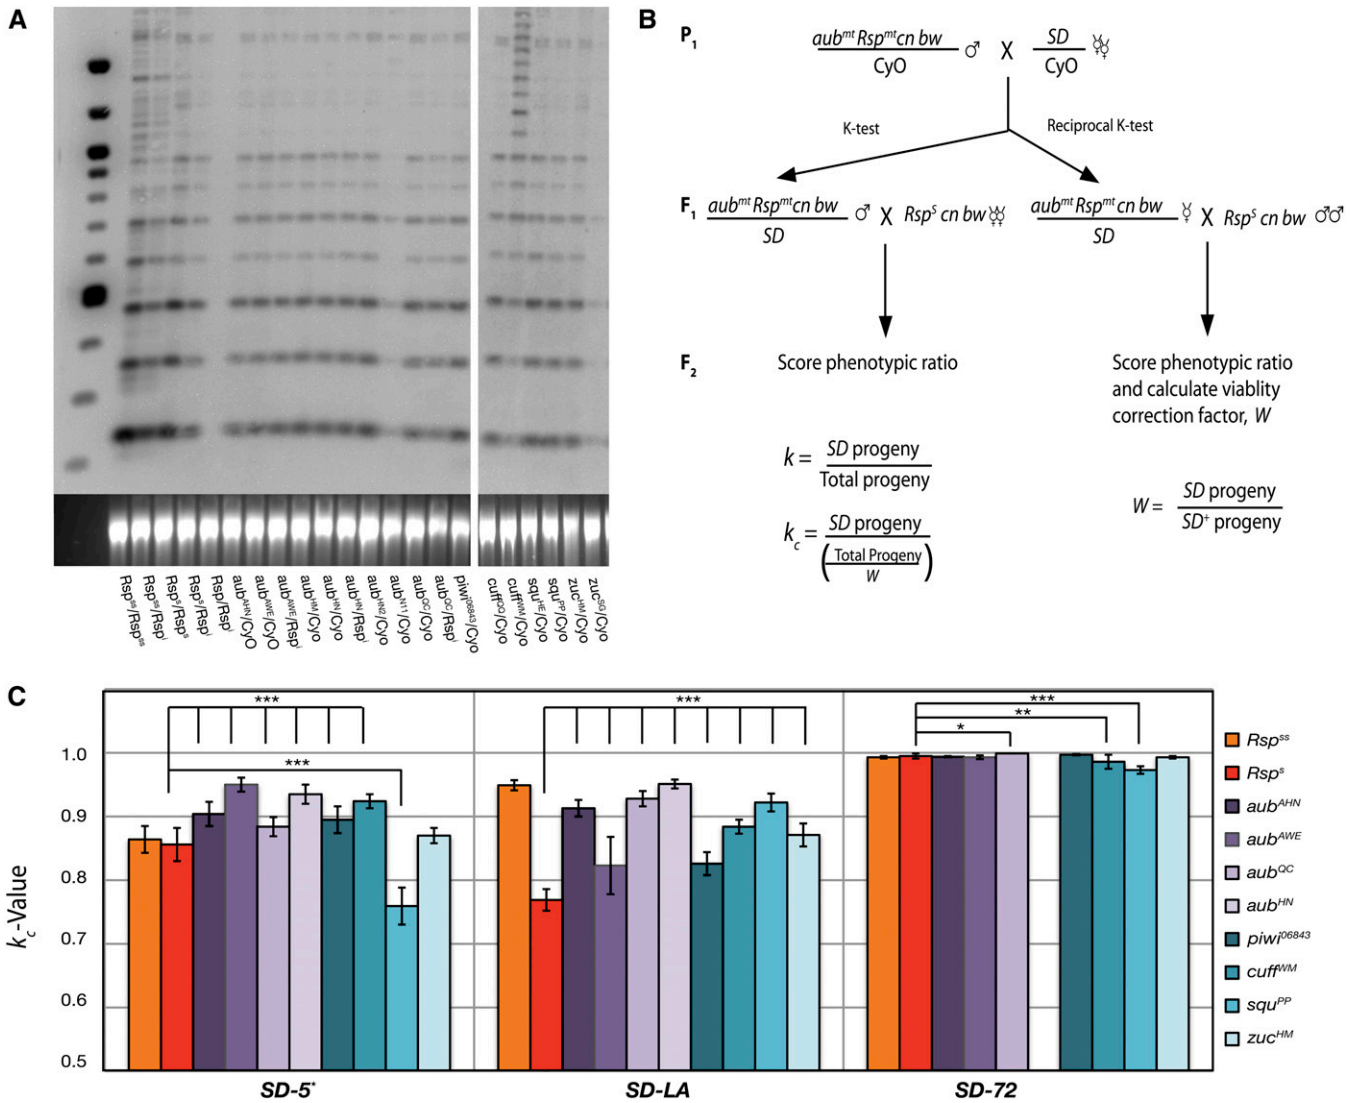 A
Rsp^ss/Rsp^ss
Rsp^ss/Rsp^i
Rsp^s/Rsp^s
Rsp^s/Rsp^i
Rsp/Rsp^i
aub^AHN/CyO
aub^AWE/CyO
aub^AWE/Rsp^i
aub^HM/Cyo
aub^HN/Cyo
aub^HN/Rsp^i
aub^HN2/Cyo
aub^N11/Cyo
aub^QC/Cyo
aub^QC/Rsp^i
piwi^06843/Cyo
cuff^QQ/Cyo
cuff^WM/Cyo
squ^HE/Cyo
squ^PP/Cyo
zuc^HM/Cyo
zuc^SG/Cyo
B
P1
aub^mt Rsp^mt cn bw
CyO
♂ X
SD
CyO
☿☿
K-test
Reciprocal K-test
F1
aub^mt Rsp^mt cn bw
SD
♂ X Rsp^S cn bw ☿☿
aub^mt Rsp^mt cn bw
SD
☿ X Rsp^S cn bw ♂♂
F2
Score phenotypic ratio
Score phenotypic ratio
and calculate viablity
correction factor, W
k = SD progeny
Total progeny
kc = SD progeny
(Total Progeny
W)
W = SD progeny
SD+ progeny
C
kc-Value
1.0
0.9
0.8
0.7
0.6
0.5
***
***
***
***
**
*
SD-5*
SD-LA
SD-72
Rsp^ss
Rsp^s
aub^AHN
aub^AWE
aub^QC
aub^HN
piwi^06843
cuff^WM
squ^PP
zuc^HM